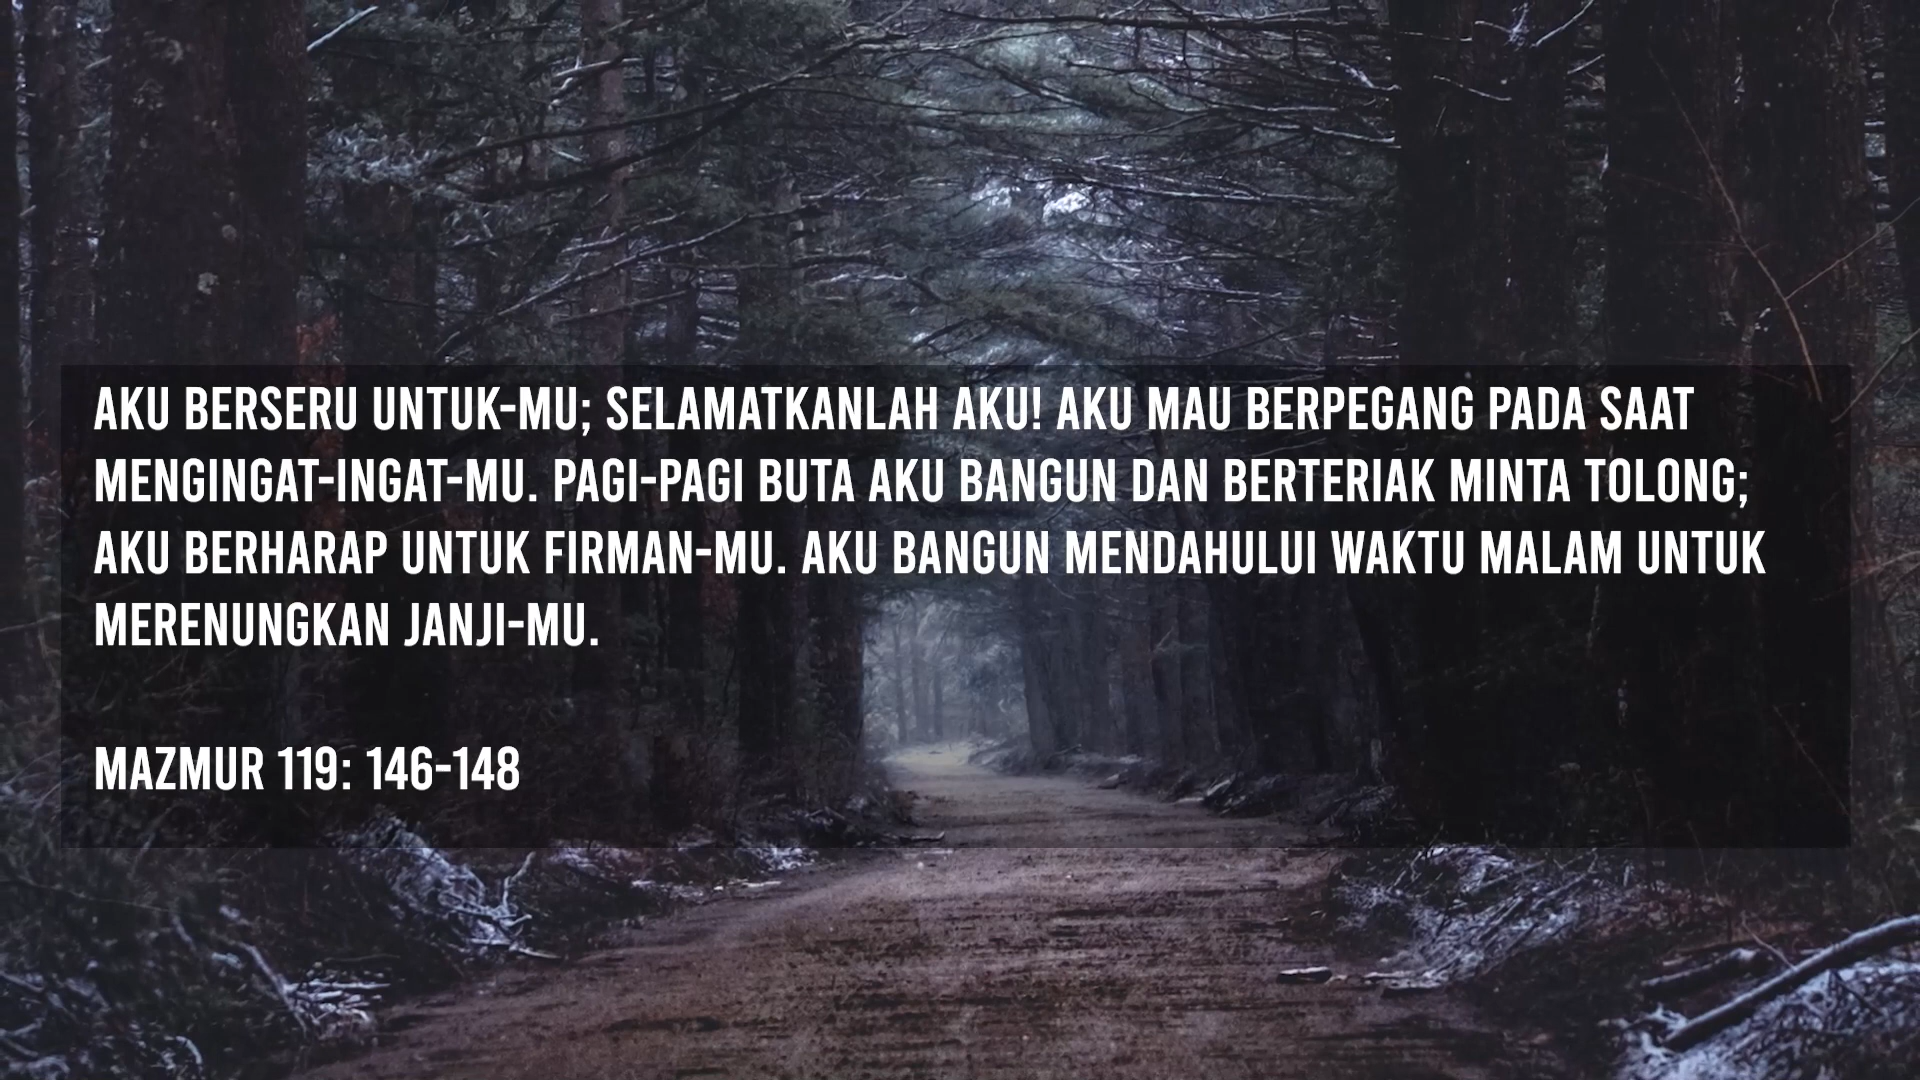 AKU BERSERU UNTUK-MU; SELAMATKANLAH AKU! AKU MAU BERPEGANG PADA SAAT
MENGINGAT-INGAT-MU. PAGI-PAGI BUTA AKU BANGUN DAN BERTERIAK MINTA TOLONG;
AKU BERHARAP UNTUK FIRMAN-MU. AKU BANGUN MENDAHULUI WAKTU MALAM UNTUK
MERENUNGKAN JANJI-MU.
MAZMUR 119: 146-148